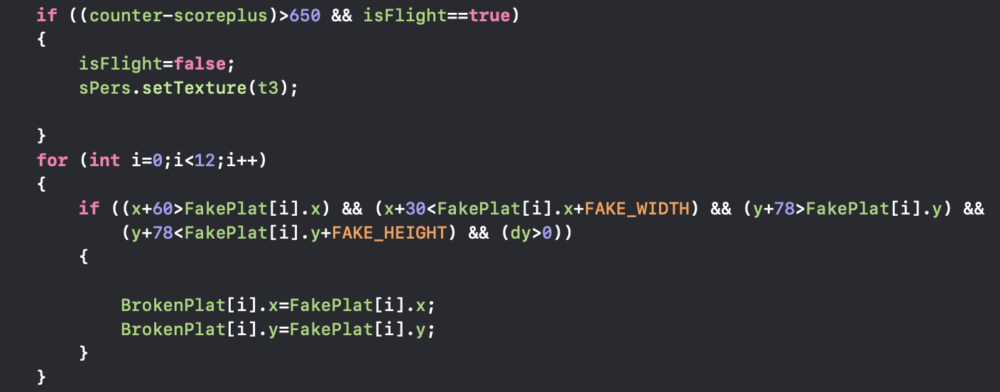 if ((counter-scoreplus)>650 && isFlight==true)
{
isFlight=false;
sPers.setTexture(t3);
}
for (int i=0;i<12;i++)
{
if ((x+60>FakePlat[i].x) && (x+30<FakePlat[i].x+FAKE_WIDTH) && (y+78>FakePlat[i].y) &&
(y+78<FakePlat[i].y+FAKE_HEIGHT) && (dy>0))
{
BrokenPlat[i].x=FakePlat[i].x;
BrokenPlat[i].y=FakePlat[i].y;
}
}